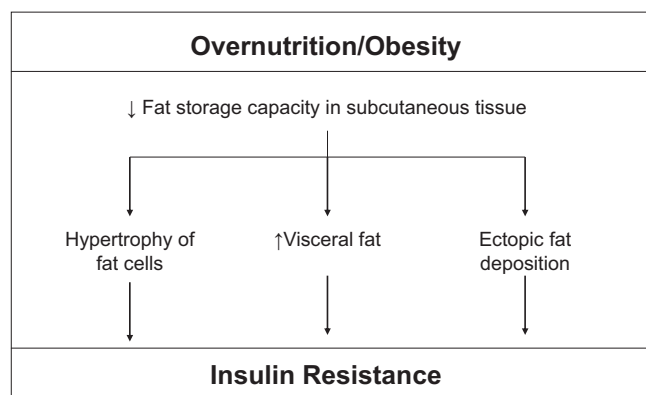 Overnutrition/Obesity
↓ Fat storage capacity in subcutaneous tissue
Hypertrophy of
fat cells
↑Visceral fat
Ectopic fat
deposition
Insulin Resistance